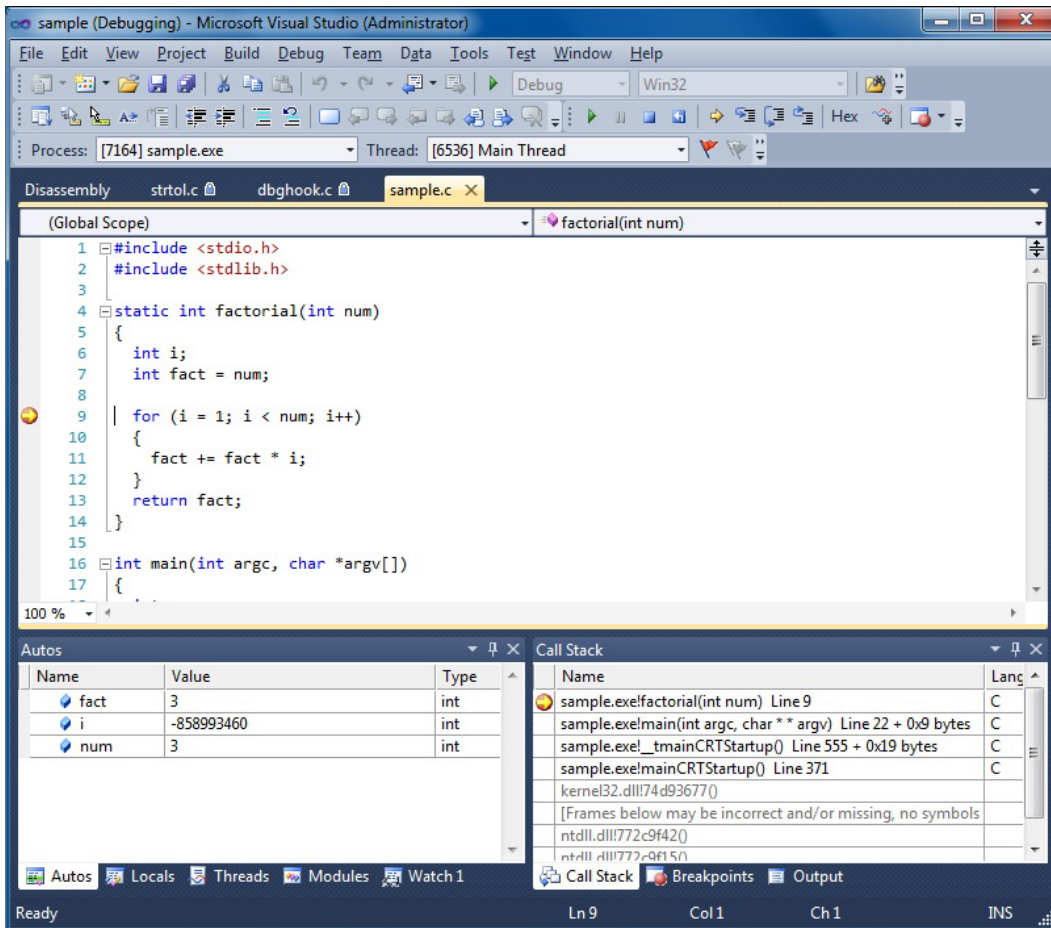 sample (Debugging) - Microsoft Visual Studio (Administrator)
File Edit View Project Build Debug Team Data Tools Test Window Help
Debug Win32
Hex
Process: [7164] sample.exe Thread: [6536] Main Thread
Disassembly strtol.c dbghook.c sample.c
(Global Scope) factorial(int num)
1 #include <stdio.h>
2 #include <stdlib.h>
3
4 static int factorial(int num)
5 {
6 int i;
7 int fact = num;
8
9 for (i = 1; i < num; i++)
10 {
11 fact += fact * i;
12 }
13 return fact;
14 }
15
16 int main(int argc, char *argv[])
17 {
100 %
Autos
Name Value Type
fact 3 int
i -858993460 int
num 3 int
Autos Locals Threads Modules Watch 1
Call Stack
Name Lang
sample.exe!factorial(int num) Line 9 C
sample.exe!main(int argc, char * * argv) Line 22 + 0x9 bytes C
sample.exe!__tmainCRTStartup() Line 555 + 0x19 bytes C
sample.exe!mainCRTStartup() Line 371 C
kernel32.dll!74d93677()
[Frames below may be incorrect and/or missing, no symbols
ntdll.dll!772c9f42()
ntdll.dll!772c9f15()
Call Stack Breakpoints Output
Ready Ln 9 Col 1 Ch 1 INS